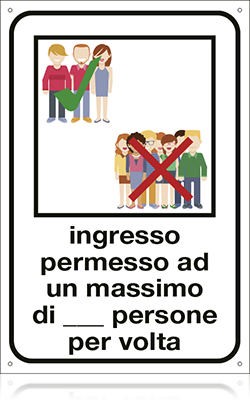 ingresso
permesso ad
un massimo
di ___ persone
per volta